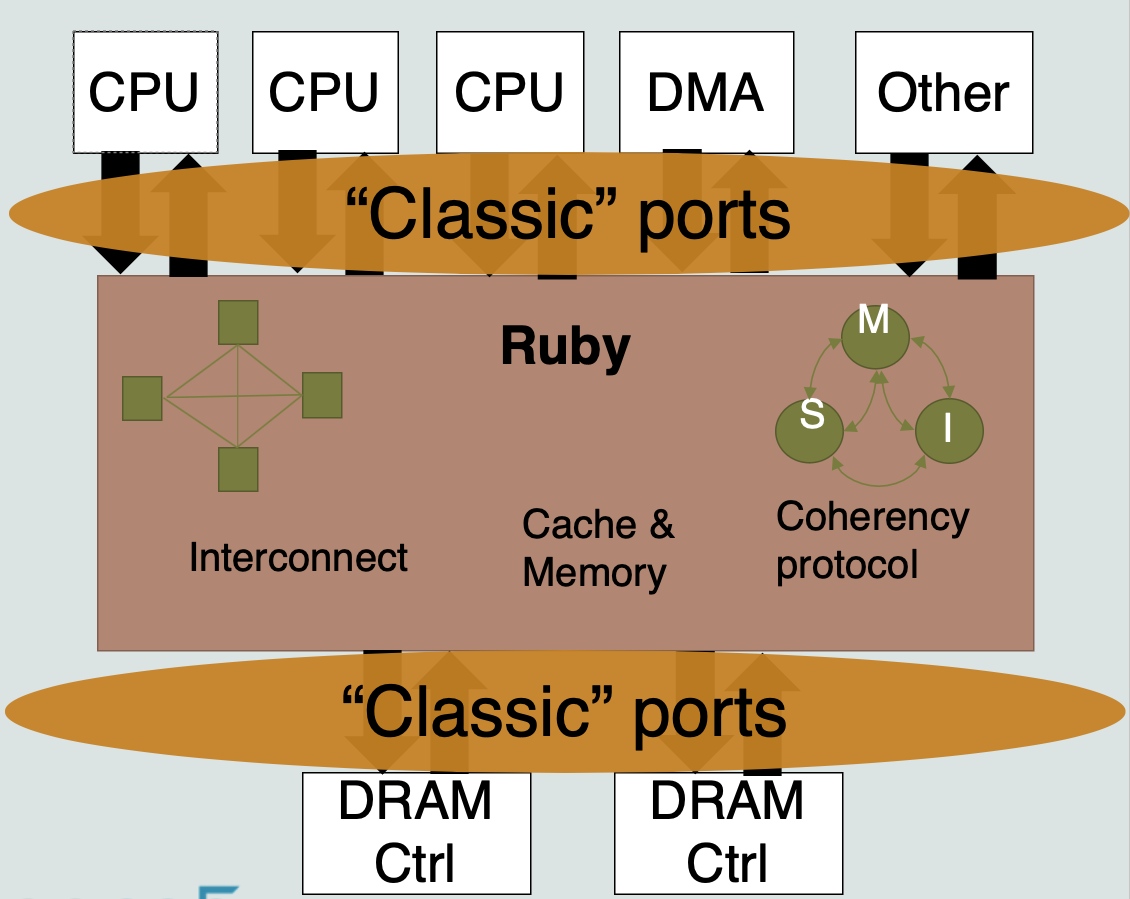 CPU CPU CPU DMA Other
“Classic” ports
Ruby
M
S
I
Interconnect
Cache &
Memory
Coherency
protocol
“Classic” ports
DRAM
Ctrl
DRAM
Ctrl